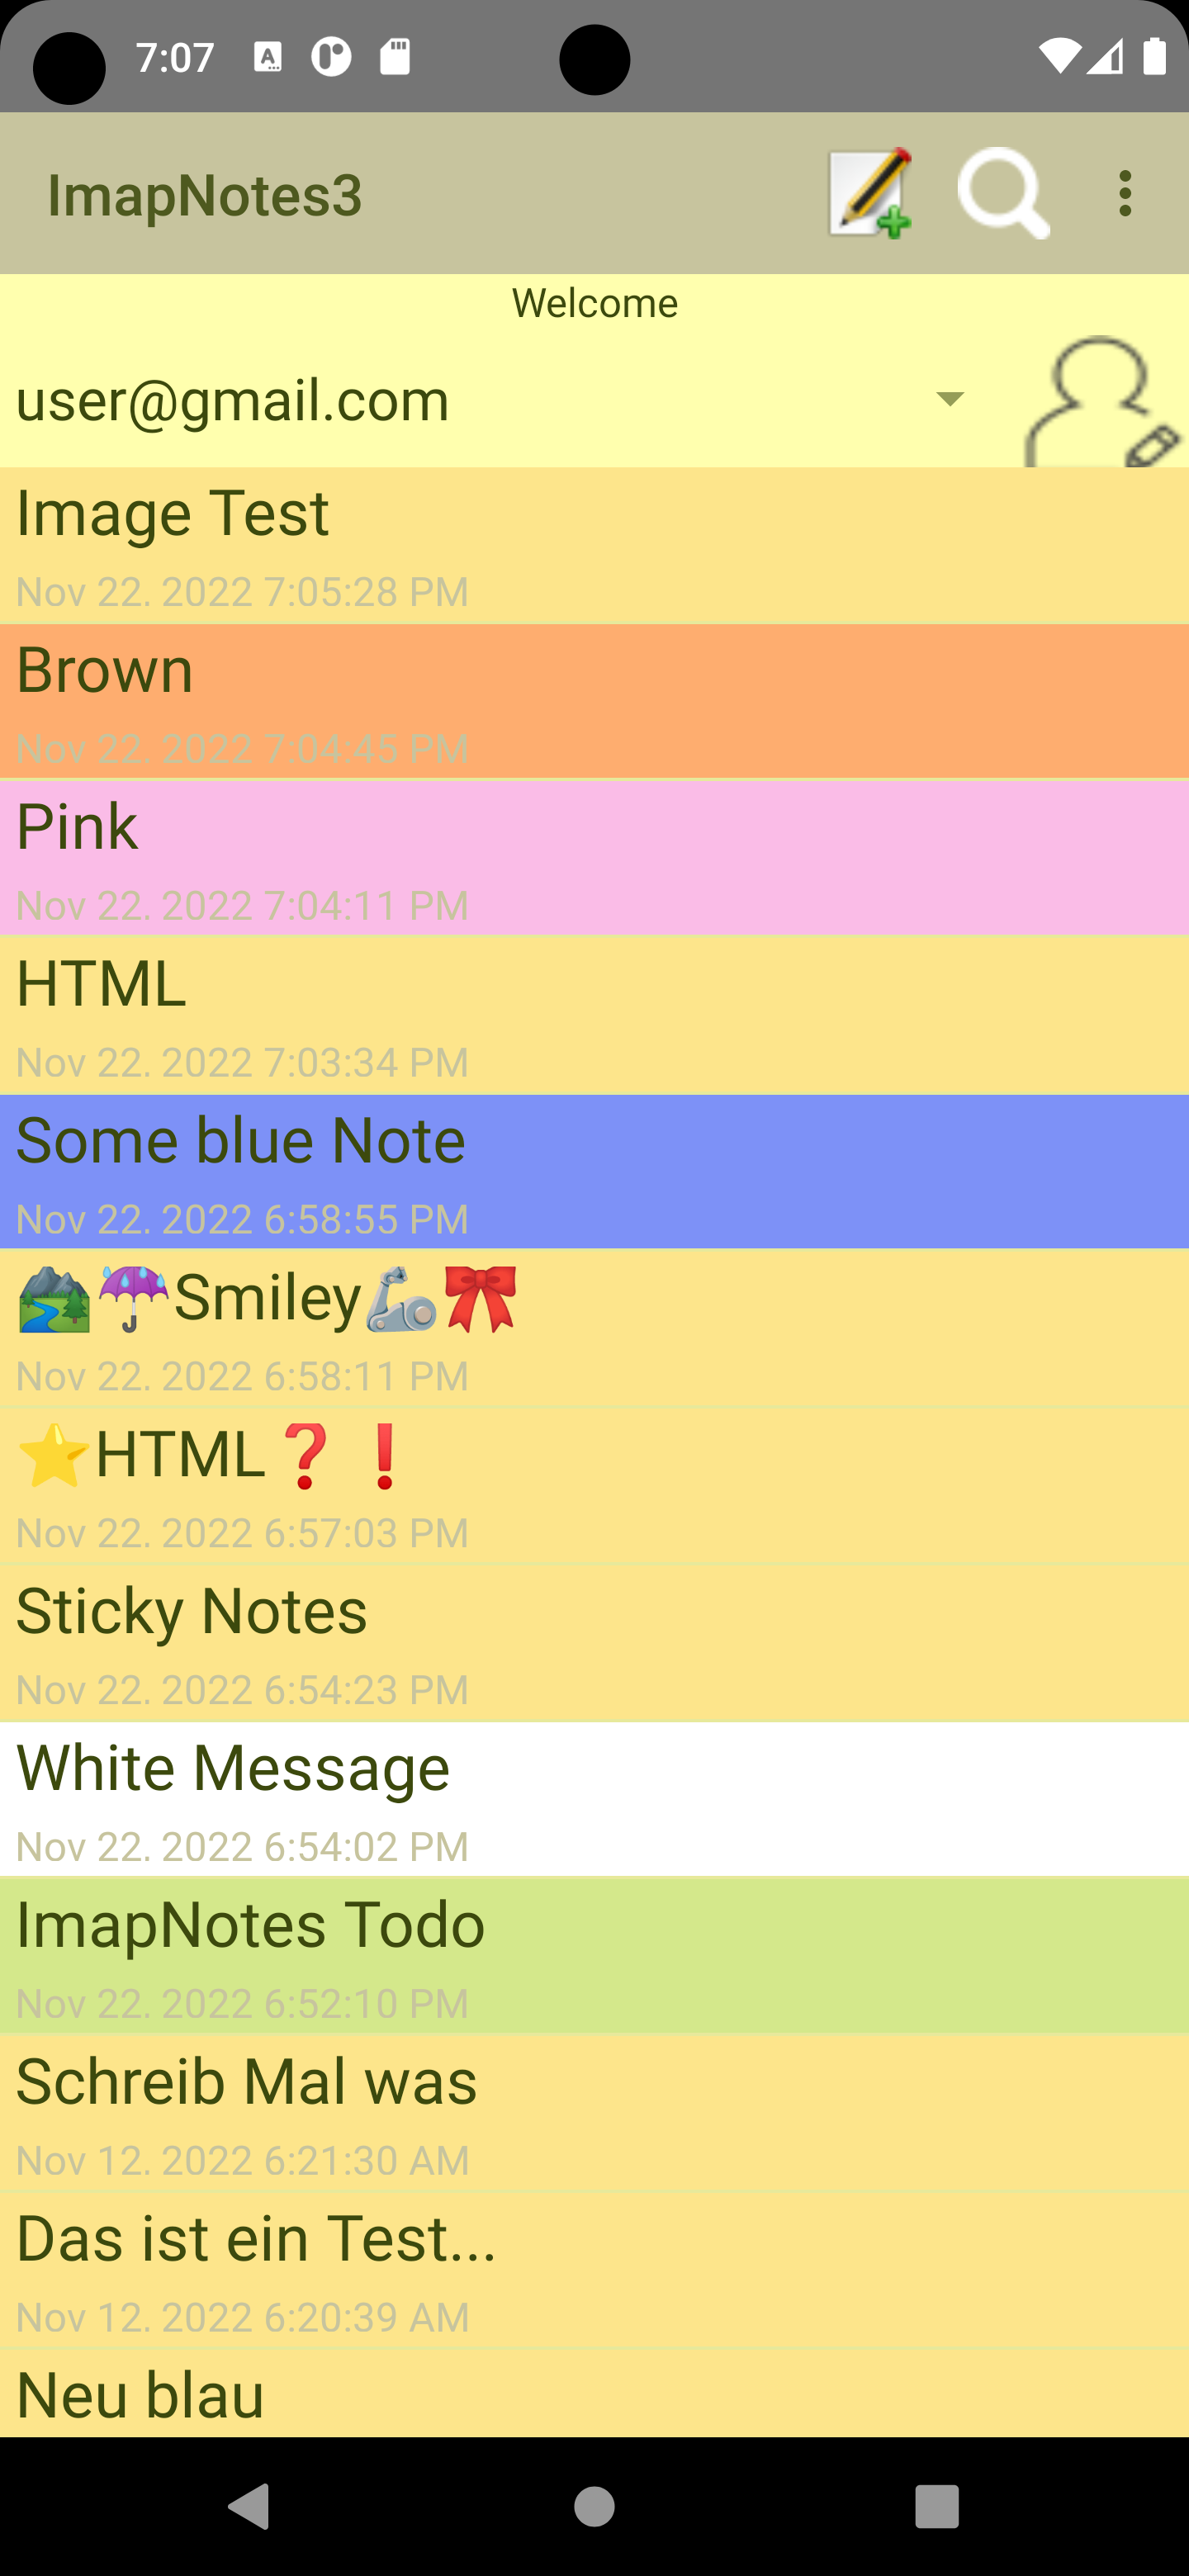 7:07
ImapNotes3
Welcome
user@gmail.com
Image Test
Nov 22. 2022 7:05:28 PM
Brown
Nov 22. 2022 7:04:45 PM
Pink
Nov 22. 2022 7:04:11 PM
HTML
Nov 22. 2022 7:03:34 PM
Some blue Note
Nov 22. 2022 6:58:55 PM
🏞️☔Smiley🦾🎀
Nov 22. 2022 6:58:11 PM
⭐HTML❓❗
Nov 22. 2022 6:57:03 PM
Sticky Notes
Nov 22. 2022 6:54:23 PM
White Message
Nov 22. 2022 6:54:02 PM
ImapNotes Todo
Nov 22. 2022 6:52:10 PM
Schreib Mal was
Nov 12. 2022 6:21:30 AM
Das ist ein Test...
Nov 12. 2022 6:20:39 AM
Neu blau